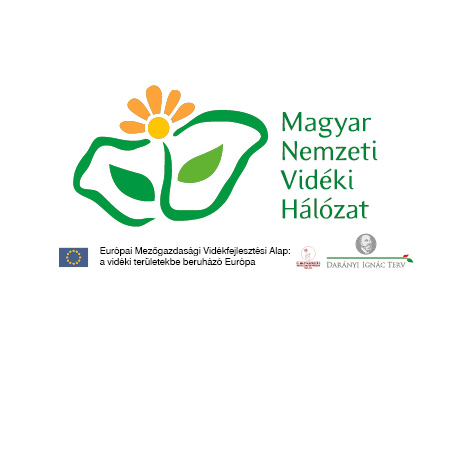 Magyar
Nemzeti
Vidéki
Hálózat
Európai Mezőgazdasági Vidékfejlesztési Alap:
a vidéki területekbe beruházó Európa
DARÁNYI IGNÁC TERV